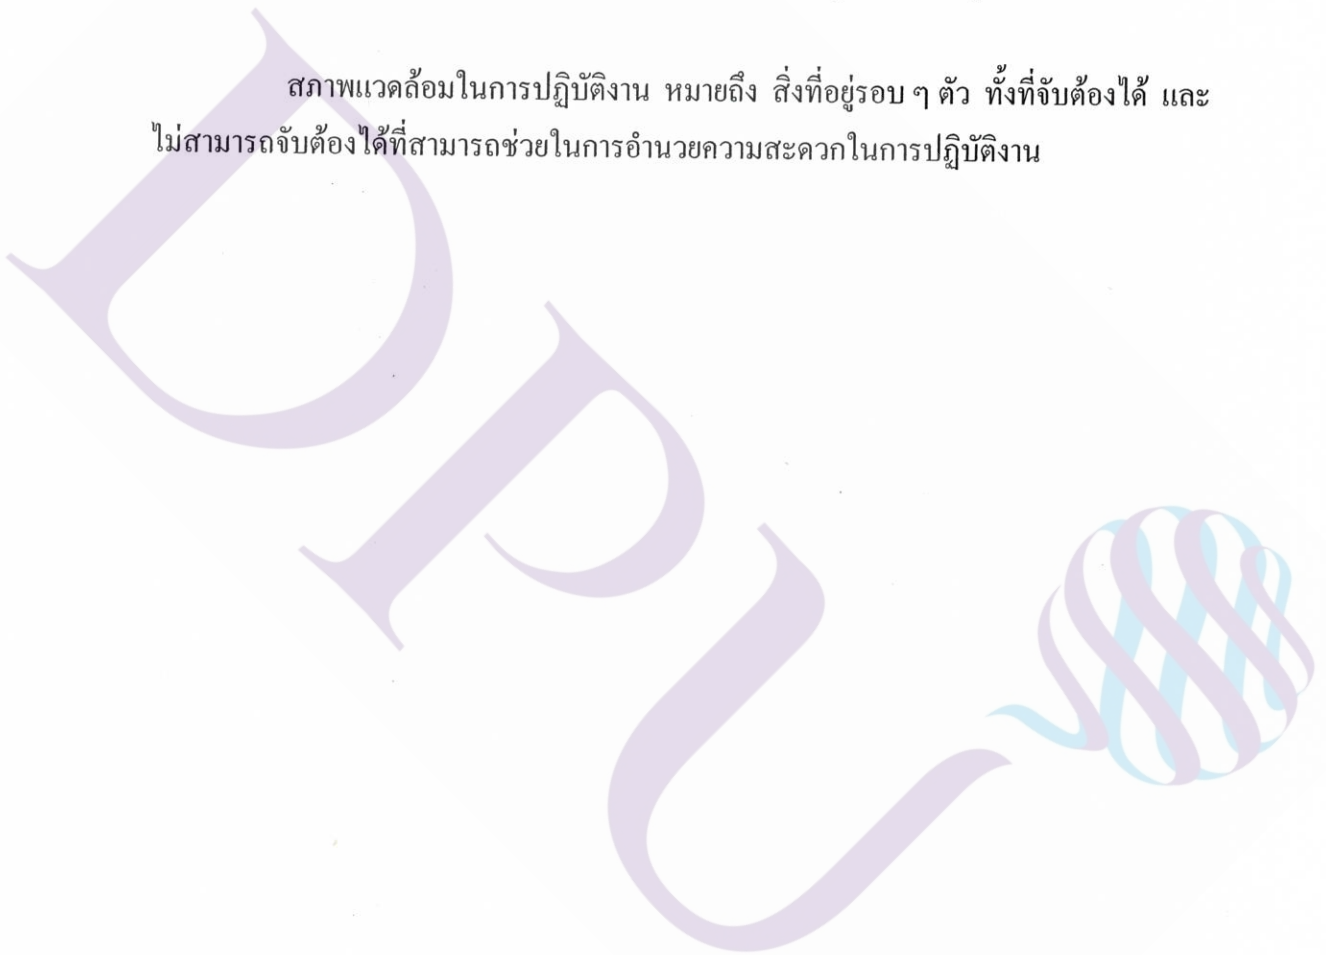 สภาพแวดล้อมในการปฏิบัติงาน หมายถึง สิ่งที่อยู่รอบ ๆ ตัว ทั้งที่จับต้องได้ และ
ไม่สามารถจับต้องได้ที่สามารถช่วยในการอำนวยความสะดวกในการปฏิบัติงาน
DPU